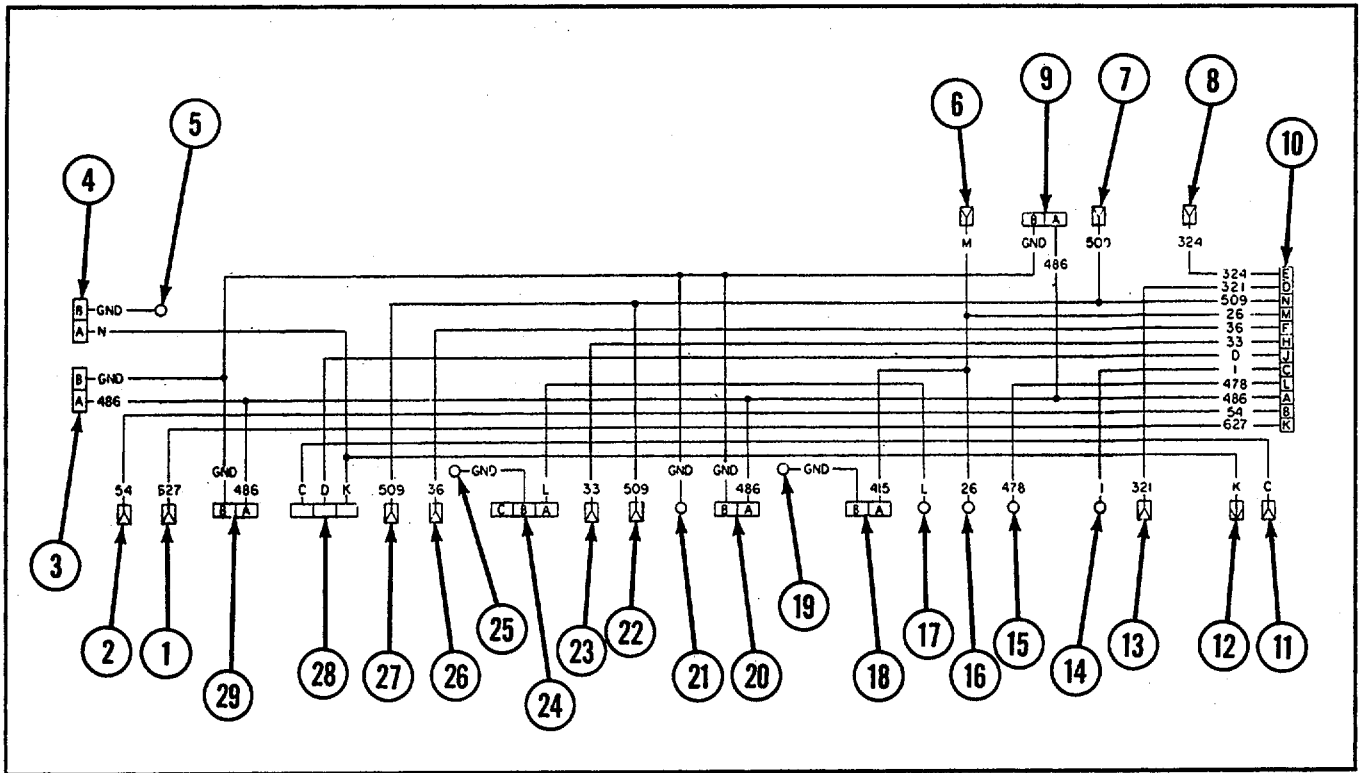 9 7 8
6
5 10
4
B A
M GND 509 324
486
324 E
321 D
B GND 509 N
26 M
A N 36 F
33 H
D J
B GND I C
478 L
A 486 486 A
54 B
627 K
GND GND GND GND GND
54 627 486 C D K 509 36 L 33 509 486 415 L 26 478 I 321 K C
B A C B A B A B A
3
25 19
2 1 23 22 17 16 15 14 13 12 11
29 28 27 26 24 21 20 18